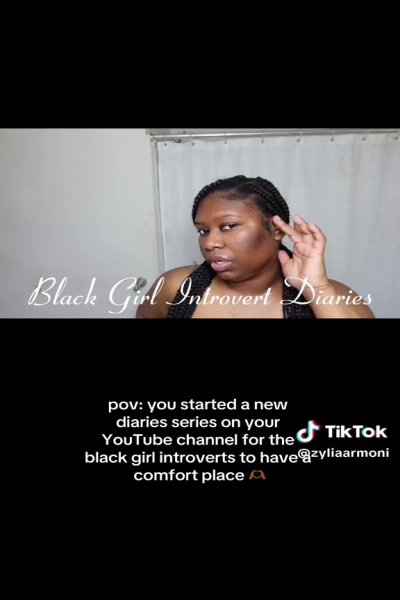 Black Girl Introvert Diaries
pov: you started a new
diaries series on your
YouTube channel for the
black girl introverts to have a
comfort place 🫶🏾
TikTok
@zyliaarmoni